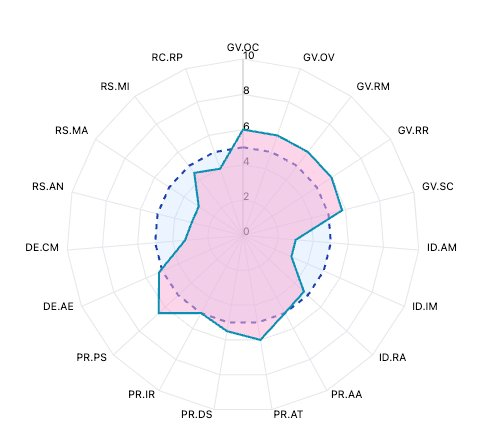 GV.OC
GV.OV
GV.RM
GV.RR
GV.SC
ID.AM
ID.IM
ID.RA
PR.AA
PR.AT
PR.DS
PR.IR
PR.PS
DE.AE
DE.CM
RS.AN
RS.MA
RS.MI
RC.RP
10
8
6
4
2
0